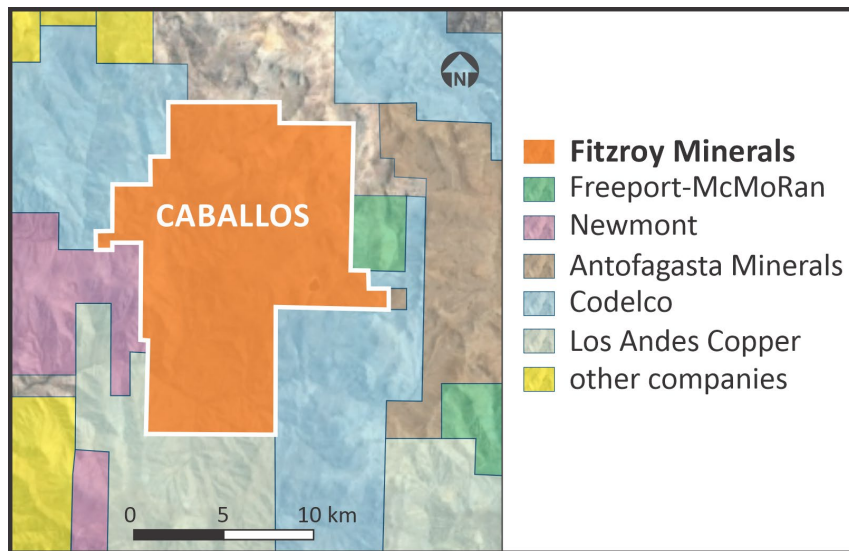 N
CABALLOS
0 5 10 km
Fitzroy Minerals
Freeport-McMoRan
Newmont
Antofagasta Minerals
Codelco
Los Andes Copper
other companies